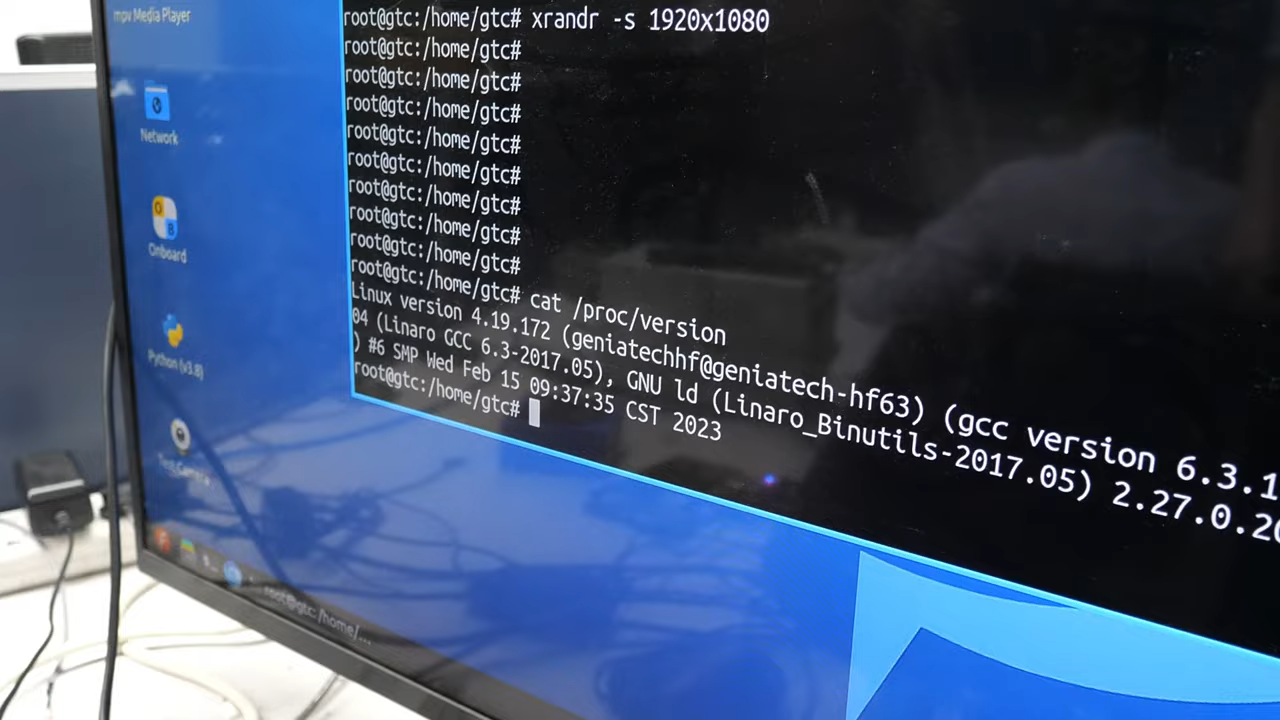 mpv Media Player
Network
Onboard
Python (v3.8)
root@gtc:/home/gtc# xrandr -s 1920x1080
root@gtc:/home/gtc#
root@gtc:/home/gtc#
root@gtc:/home/gtc#
root@gtc:/home/gtc#
root@gtc:/home/gtc#
root@gtc:/home/gtc#
root@gtc:/home/gtc#
root@gtc:/home/gtc#
root@gtc:/home/gtc# cat /proc/version
Linux version 4.19.172 (geniatechhf@geniatech-hf63) (gcc version 6.3.1
04 (Linaro GCC 6.3-2017.05), GNU ld (Linaro_Binutils-2017.05) 2.27.0.20
) #6 SMP Wed Feb 15 09:37:35 CST 2023
root@gtc:/home/gtc#
root@gtc: /home/...